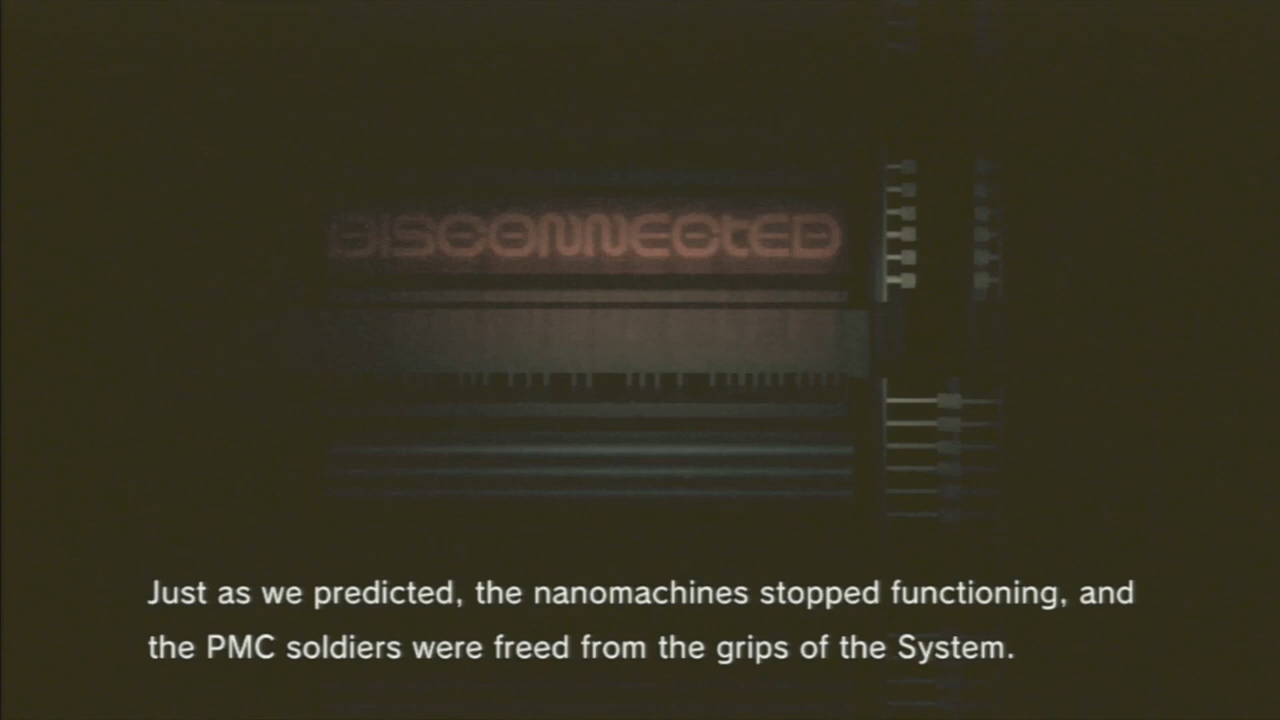 DISCONNECtED
Just as we predicted, the nanomachines stopped functioning, and
the PMC soldiers were freed from the grips of the System.